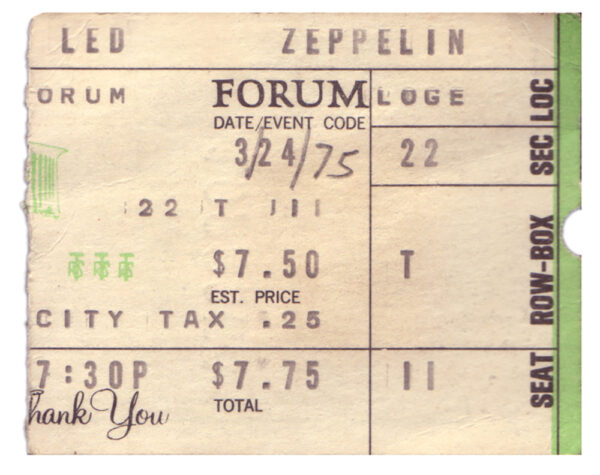 LED ZEPPELIN
ORUM FORUM LOGE
DATE/EVENT CODE
3/24/75 22
22 T 11
$7.50 T
EST. PRICE
CITY TAX .25
7:30P $7.75 11
hank You TOTAL
SEC LOC
ROW-BOX
SEAT